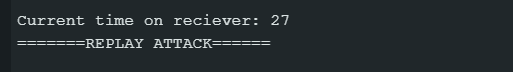 Current time on reciever: 27
=======REPLAY ATTACK======